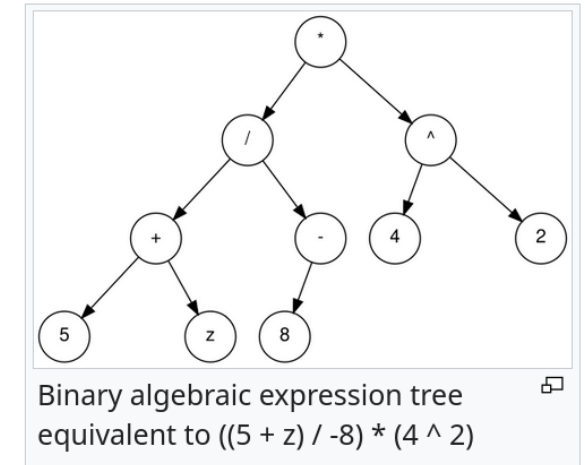 *
/ ^
+ - 4 2
5 z 8
Binary algebraic expression tree
equivalent to ((5 + z) / -8) * (4 ^ 2)